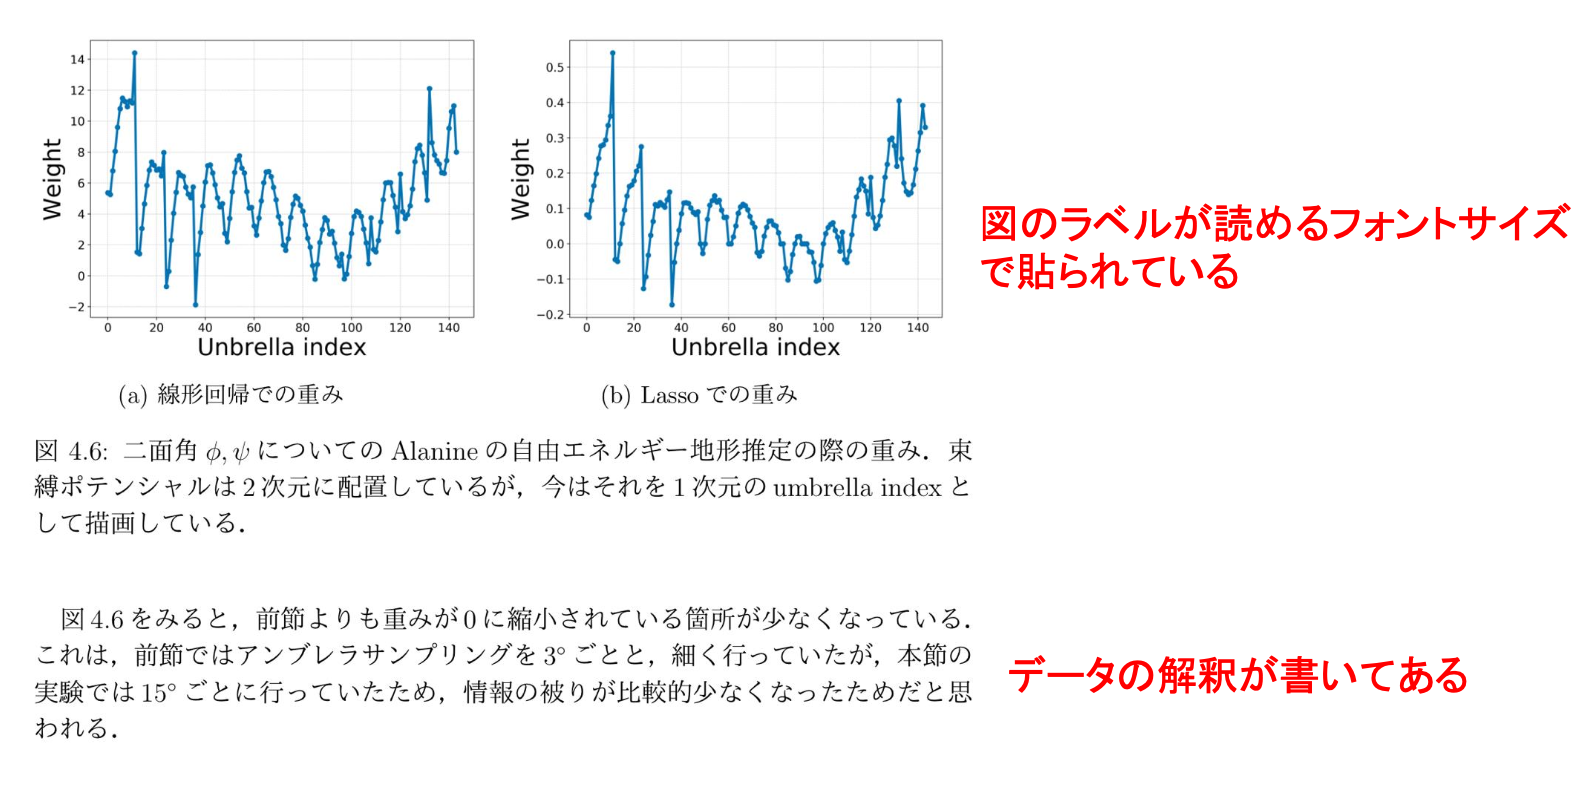 14
12
10
8
6
4
2
0
−2
0 20 40 60 80 100 120 140
Weight
Unbrella index
0.5
0.4
0.3
0.2
0.1
0.0
−0.1
−0.2
0 20 40 60 80 100 120 140
Weight
Unbrella index
(a) 線形回帰での重み
(b) Lasso での重み
図のラベルが読めるフォントサイズ
で貼られている
図 4.6: 二面角 ϕ, ψ についての Alanine の自由エネルギー地形推定の際の重み．束
縛ポテンシャルは 2 次元に配置しているが，今はそれを 1 次元の umbrella index と
して描画している．
図 4.6 をみると，前節よりも重みが 0 に縮小されている箇所が少なくなっている．
これは，前節ではアンブレラサンプリングを 3° ごとと，細く行っていたが，本節の
実験では 15° ごとに行っていたため，情報の被りが比較的少なくなったためだと思
われる．
データの解釈が書いてある